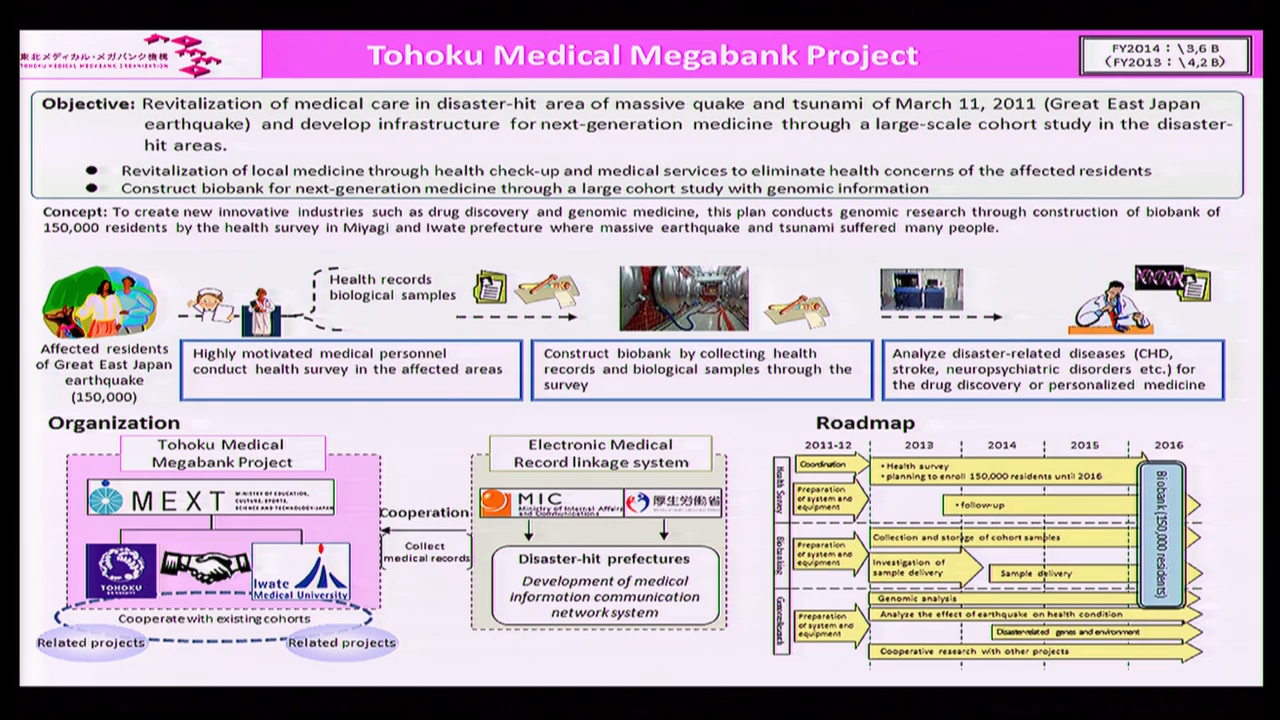 東北メディカル・メガバンク機構
TOHOKU MEDICAL MEGABANK ORGANIZATION
Tohoku Medical Megabank Project
FY2014：\3,6 B
（FY2013：\4,2 B）
Objective: Revitalization of medical care in disaster-hit area of massive quake and tsunami of March 11, 2011 (Great East Japan
earthquake) and develop infrastructure for next-generation medicine through a large-scale cohort study in the disaster-
hit areas.
● Revitalization of local medicine through health check-up and medical services to eliminate health concerns of the affected residents
● Construct biobank for next-generation medicine through a large cohort study with genomic information
Concept: To create new innovative industries such as drug discovery and genomic medicine, this plan conducts genomic research through construction of biobank of
150,000 residents by the health survey in Miyagi and Iwate prefecture where massive earthquake and tsunami suffered many people.
Health records
biological samples
Affected residents
of Great East Japan
earthquake
(150,000)
Highly motivated medical personnel
conduct health survey in the affected areas
Construct biobank by collecting health
records and biological samples through the
survey
Analyze disaster-related diseases (CHD,
stroke, neuropsychiatric disorders etc.) for
the drug discovery or personalized medicine
Organization
Tohoku Medical
Megabank Project
MEXT
MINISTRY OF EDUCATION,
CULTURE, SPORTS,
SCIENCE AND TECHNOLOGY-JAPAN
TOHOKU
UNIVERSITY
Iwate
Medical University
Cooperate with existing cohorts
Related projects
Related projects
Cooperation
Collect
medical records
Electronic Medical
Record linkage system
MIC
Ministry of Internal Affairs
and Communications
厚生労働省
Disaster-hit prefectures
Development of medical
information communication
network system
Roadmap
2011-12
2013
2014
2015
2016
Health Survey
Coordination
• Health survey
• planning to enroll 150,000 residents until 2016
Preparation
of system and
equipment
• follow-up
Biobanking
Preparation
of system and
equipment
Collection and storage of cohort samples
Investigation of
sample delivery
Sample delivery
Genomic analysis
Preparation
of system and
equipment
Analyze the effect of earthquake on health condition
Disaster-related genes and environment
Cooperative research with other projects
Biobank (150,000 residents)